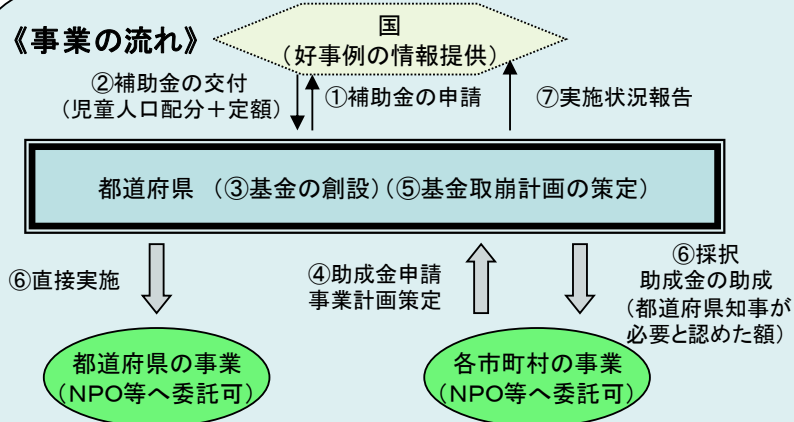 《事業の流れ》
国
（好事例の情報提供）
②補助金の交付
（児童人口配分＋定額）
①補助金の申請
⑦実施状況報告
都道府県 （③基金の創設）（⑤基金取崩計画の策定）
⑥直接実施
④助成金申請
事業計画策定
⑥採択
助成金の助成
（都道府県知事が
必要と認めた額）
都道府県の事業
（NPO等へ委託可）
各市町村の事業
（NPO等へ委託可）